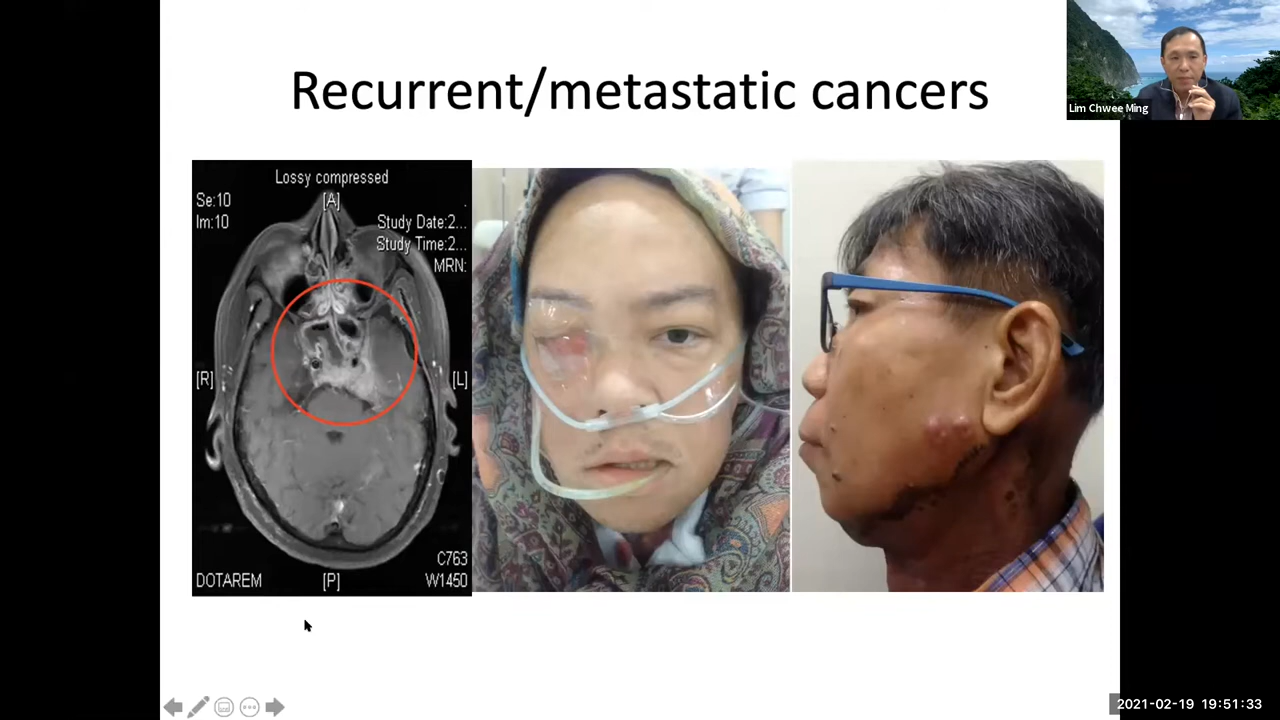 Recurrent/metastatic cancers
Lim Chwee Ming
Lossy compressed
[A]
Se:10
Im:10
Study Date:2...
Study Time:2...
MRN:
[R]
[L]
C763
DOTAREM
[P]
W1450
2021-02-19 19:51:33